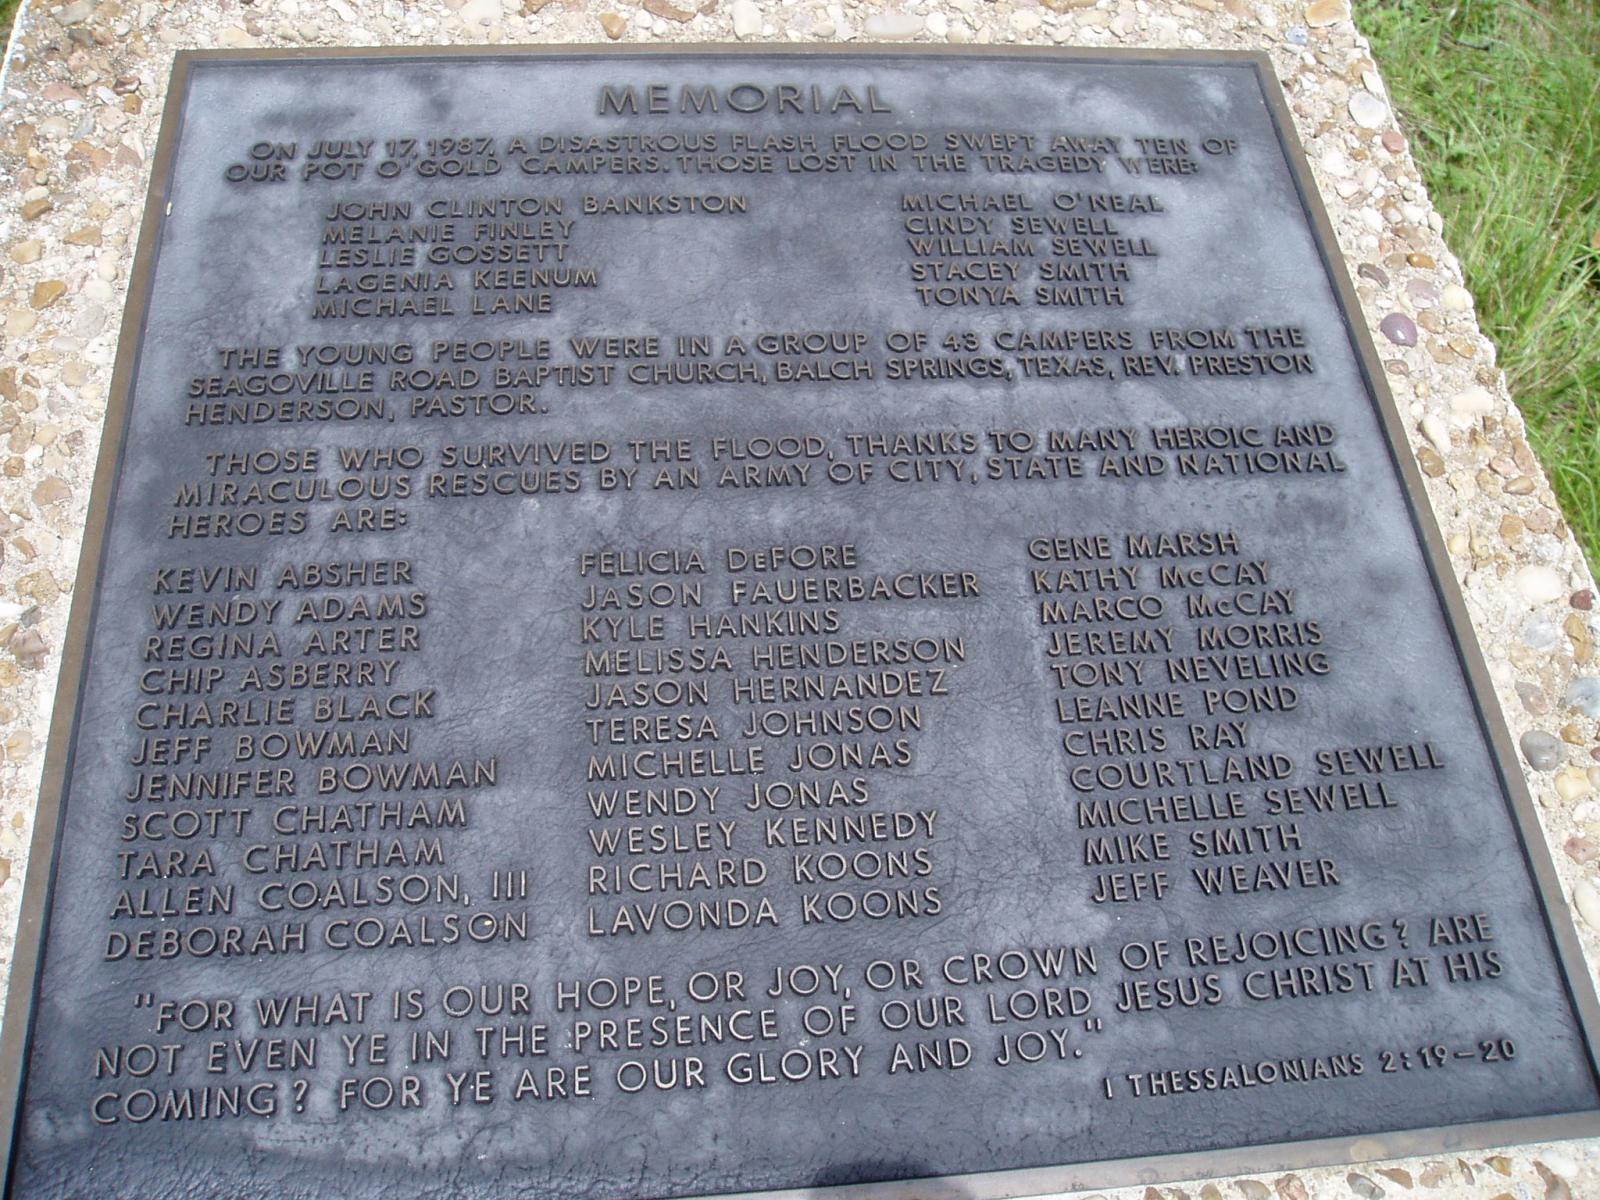 MEMORIAL
ON JULY 17, 1987, A DISASTROUS FLASH FLOOD SWEPT AWAY TEN OF
OUR POT O' GOLD CAMPERS. THOSE LOST IN THE TRAGEDY WERE:
JOHN CLINTON BANKSTON
MELANIE FINLEY
LESLIE GOSSETT
LAGENIA KEENUM
MICHAEL LANE
MICHAEL O'NEAL
CINDY SEWELL
WILLIAM SEWELL
STACEY SMITH
TONYA SMITH
THE YOUNG PEOPLE WERE IN A GROUP OF 43 CAMPERS FROM THE
SEAGOVILLE ROAD BAPTIST CHURCH, BALCH SPRINGS, TEXAS, REV. PRESTON
HENDERSON, PASTOR.
THOSE WHO SURVIVED THE FLOOD, THANKS TO MANY HEROIC AND
MIRACULOUS RESCUES BY AN ARMY OF CITY, STATE AND NATIONAL
HEROES ARE:
KEVIN ABSHER
WENDY ADAMS
REGINA ARTER
CHIP ASBERRY
CHARLIE BLACK
JEFF BOWMAN
JENNIFER BOWMAN
SCOTT CHATHAM
TARA CHATHAM
ALLEN COALSON, III
DEBORAH COALSON
FELICIA DeFORE
JASON FAUERBACKER
KYLE HANKINS
MELISSA HENDERSON
JASON HERNANDEZ
TERESA JOHNSON
MICHELLE JONAS
WENDY JONAS
WESLEY KENNEDY
RICHARD KOONS
LAVONDA KOONS
GENE MARSH
KATHY McCAY
MARCO McCAY
JEREMY MORRIS
TONY NEVELING
LEANNE POND
CHRIS RAY
COURTLAND SEWELL
MICHELLE SEWELL
MIKE SMITH
JEFF WEAVER
"FOR WHAT IS OUR HOPE, OR JOY, OR CROWN OF REJOICING? ARE
NOT EVEN YE IN THE PRESENCE OF OUR LORD JESUS CHRIST AT HIS
COMING? FOR YE ARE OUR GLORY AND JOY."
I THESSALONIANS 2:19-20